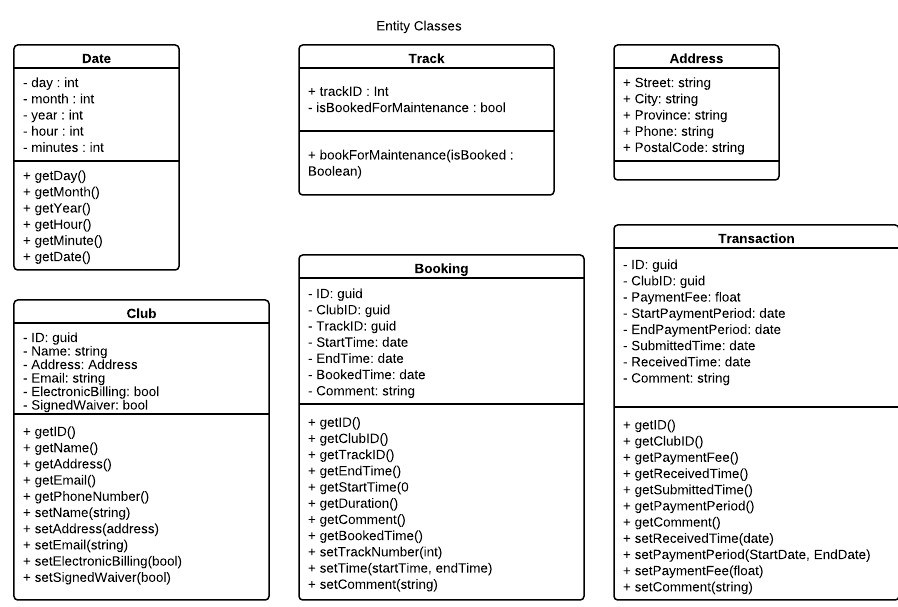 Entity Classes
Date
- day : int
- month : int
- year : int
- hour : int
- minutes : int
+ getDay()
+ getMonth()
+ getYear()
+ getHour()
+ getMinute()
+ getDate()
Track
+ trackID : Int
- isBookedForMaintenance : bool
+ bookForMaintenance(isBooked :
Boolean)
Address
+ Street: string
+ City: string
+ Province: string
+ Phone: string
+ PostalCode: string
Club
- ID: guid
- Name: string
- Address: Address
- Email: string
- ElectronicBilling: bool
- SignedWaiver: bool
+ getID()
+ getName()
+ getAddress()
+ getEmail()
+ getPhoneNumber()
+ setName(string)
+ setAddress(address)
+ setEmail(string)
+ setElectronicBilling(bool)
+ setSignedWaiver(bool)
Booking
- ID: guid
- ClubID: guid
- TrackID: guid
- StartTime: date
- EndTime: date
- BookedTime: date
- Comment: string
+ getID()
+ getClubID()
+ getTrackID()
+ getEndTime()
+ getStartTime(0
+ getDuration()
+ getComment()
+ getBookedTime()
+ setTrackNumber(int)
+ setTime(startTime, endTime)
+ setComment(string)
Transaction
- ID: guid
- ClubID: guid
- PaymentFee: float
- StartPaymentPeriod: date
- EndPaymentPeriod: date
- SubmittedTime: date
- ReceivedTime: date
- Comment: string
+ getID()
+ getClubID()
+ getPaymentFee()
+ getReceivedTime()
+ getSubmittedTime()
+ getPaymentPeriod()
+ getComment()
+ setReceivedTime(date)
+ setPaymentPeriod(StartDate, EndDate)
+ setPaymentFee(float)
+ setComment(string)